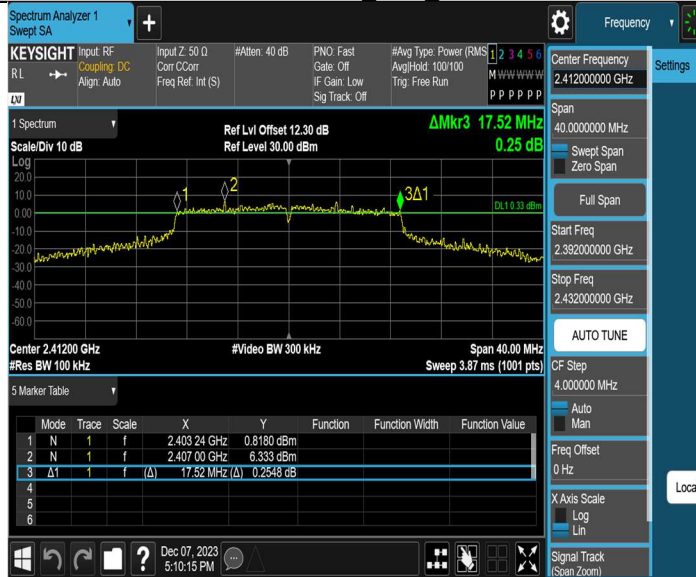 Spectrum Analyzer 1
Swept SA
+
Frequency
KEYSIGHT
RL
LXI
Input: RF
Coupling: DC
Align: Auto
Input Z: 50 Ω
Corr CCorr
Freq Ref: Int (S)
#Atten: 40 dB
PNO: Fast
Gate: Off
IF Gain: Low
Sig Track: Off
#Avg Type: Power (RMS
Avg|Hold: 100/100
Trig: Free Run
1 2 3 4 5 6
M W W W W W
P P P P P P
Settings
1 Spectrum
Scale/Div 10 dB
Ref Lvl Offset 12.30 dB
Ref Level 30.00 dBm
ΔMkr3 17.52 MHz
0.25 dB
Log
20.0
10.0
0.00
-10.0
-20.0
-30.0
-40.0
-50.0
-60.0
1
2
3Δ1
DL1 0.33 dBm
Center 2.41200 GHz
#Res BW 100 kHz
#Video BW 300 kHz
Span 40.00 MHz
Sweep 3.87 ms (1001 pts)
5 Marker Table
Mode Trace Scale X Y Function Function Width Function Value
1 N 1 f 2.403 24 GHz 0.8180 dBm
2 N 1 f 2.407 00 GHz 6.333 dBm
3 Δ1 1 f (Δ) 17.52 MHz (Δ) 0.2548 dB
4
5
6
?
Dec 07, 2023
5:10:15 PM
Center Frequency
2.412000000 GHz
Span
40.0000000 MHz
Swept Span
Zero Span
Full Span
Start Freq
2.392000000 GHz
Stop Freq
2.432000000 GHz
AUTO TUNE
CF Step
4.000000 MHz
Auto
Man
Freq Offset
0 Hz
X Axis Scale
Log
Lin
Signal Track
(Span Zoom)
Loca